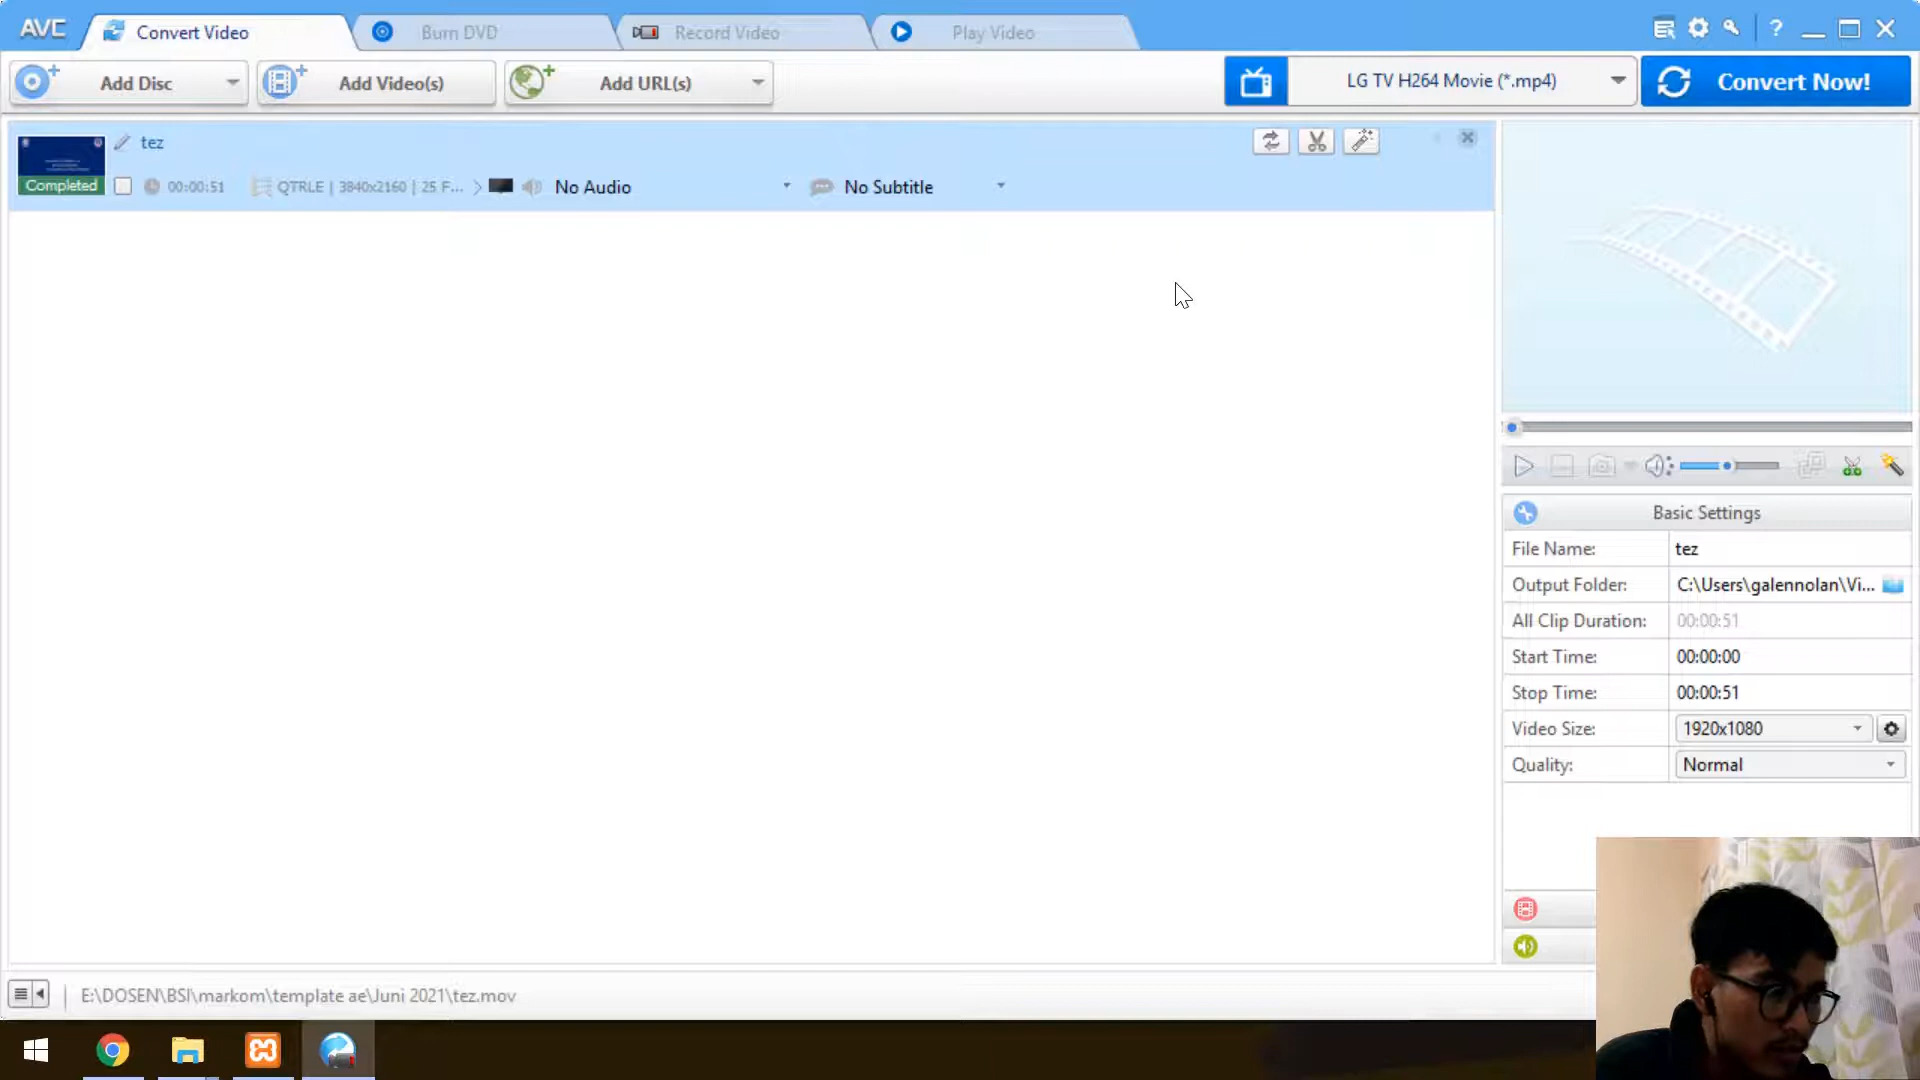 AVC
Convert Video
Burn DVD
Record Video
Play Video
?
Add Disc
Add Video(s)
Add URL(s)
LG TV H264 Movie (*.mp4)
Convert Now!
tez
Completed
00:00:51
QTRLE | 3840x2160 | 25 F...
No Audio
No Subtitle
Basic Settings
File Name:
tez
Output Folder:
C:\Users\galennolan\Vi...
All Clip Duration:
00:00:51
Start Time:
00:00:00
Stop Time:
00:00:51
Video Size:
1920x1080
Quality:
Normal
E:\DOSEN\BSI\markom\template ae\Juni 2021\tez.mov